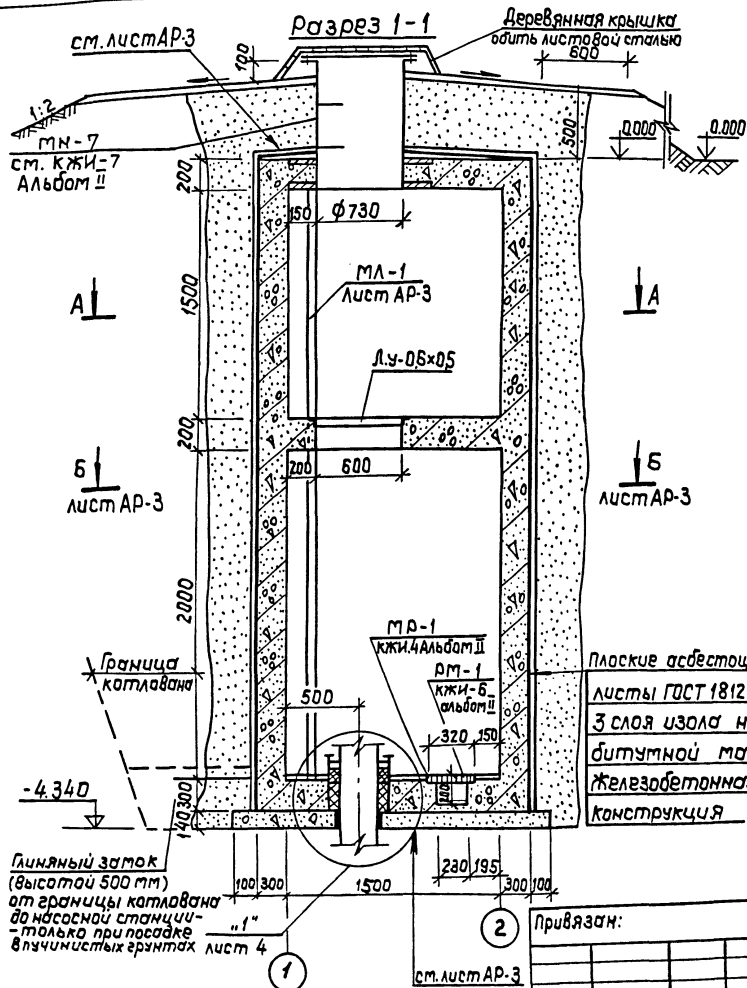 Разрез 1-1
Деревянная крышка
обить листовой сталью
см. лист АР-3
100
600
1:2
МН-7
см. КЖИ-7
Альбом II
500
0.000
0.000
200
150
Ф730
МЛ-1
Лист АР-3
1500
А
А
Л.У-0,6×0,5
200
200
600
Б
лист АР-3
Б
лист АР-3
2000
МР-1
КЖИ.4 Альбом II
РМ-1
КЖИ-6
альбом II
Граница
котлована
500
320
150
Плоские асбестоц
листы ГОСТ 1812
3 слоя изола н
битумной ма
Железобетонна
конструкция
-4.340
300
140
100
Глиняный замок
(высотой 500 мм)
от границы котлована
до насосной станции-
-только при посадке
в пучинистых грунтах
"1"
лист 4
100
300
1500
230
195
300
100
1
2
см. лист АР-3
Привязан: